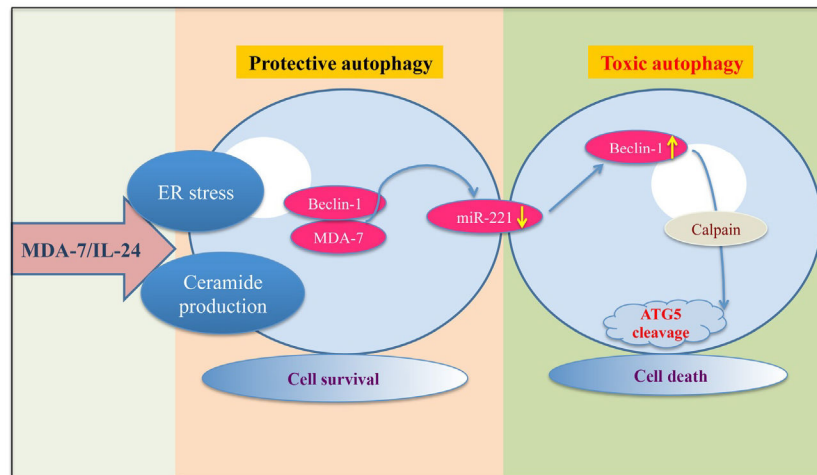 Protective autophagy
Toxic autophagy
ER stress
Beclin-1
MDA-7
miR-221
Beclin-1
Calpain
MDA-7/IL-24
Ceramide
production
ATG5
cleavage
Cell survival
Cell death